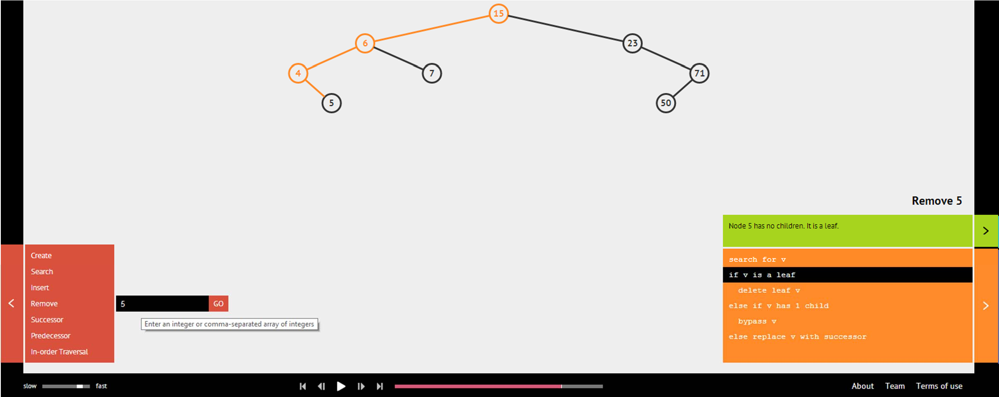 15
6
23
4
7
71
5
50
Remove 5
Node 5 has no children. It is a leaf.
Create
Search
Insert
Remove
5
GO
Enter an integer or comma-separated array of integers
Successor
Predecessor
In-order Traversal
search for v
if v is a leaf
delete leaf v
else if v has 1 child
bypass v
else replace v with successor
slow
fast
About
Team
Terms of use